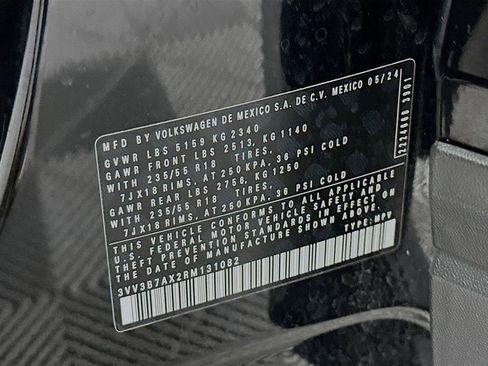 MFD BY VOLKSWAGEN DE MEXICO S.A. DE C.V. MEXICO 05/24
GVWR LBS 5159 KG 2340
GAWR FRONT LBS 2513, KG 1140
WITH 235/55 R18 TIRES.
7JX18 RIMS. AT 250 KPA. 36 PSI COLD
GAWR REAR LBS 2756, KG1250
WITH 235/55 R18 TIRES.
7JX18 RIMS. AT 250 KPA. 36 PSI COLD
THIS VEHICLE CONFORMS TO ALL APPLICABLE
U.S. FEDERAL MOTOR VEHICLE SAFETY AND
THEFT PREVENTION STANDARDS IN EFFECT ON
THE DATE OF MANUFACTURE SHOWN ABOVE.
3VV3B7AX2RM131082 TYPE: MPV
3901